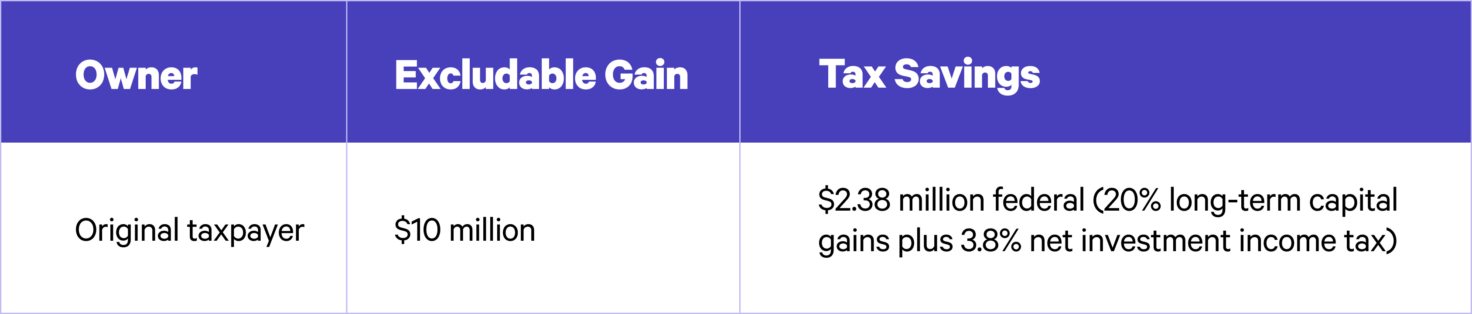 Owner
Excludable Gain
Tax Savings
Original taxpayer
$10 million
$2.38 million federal (20% long-term capital
gains plus 3.8% net investment income tax)